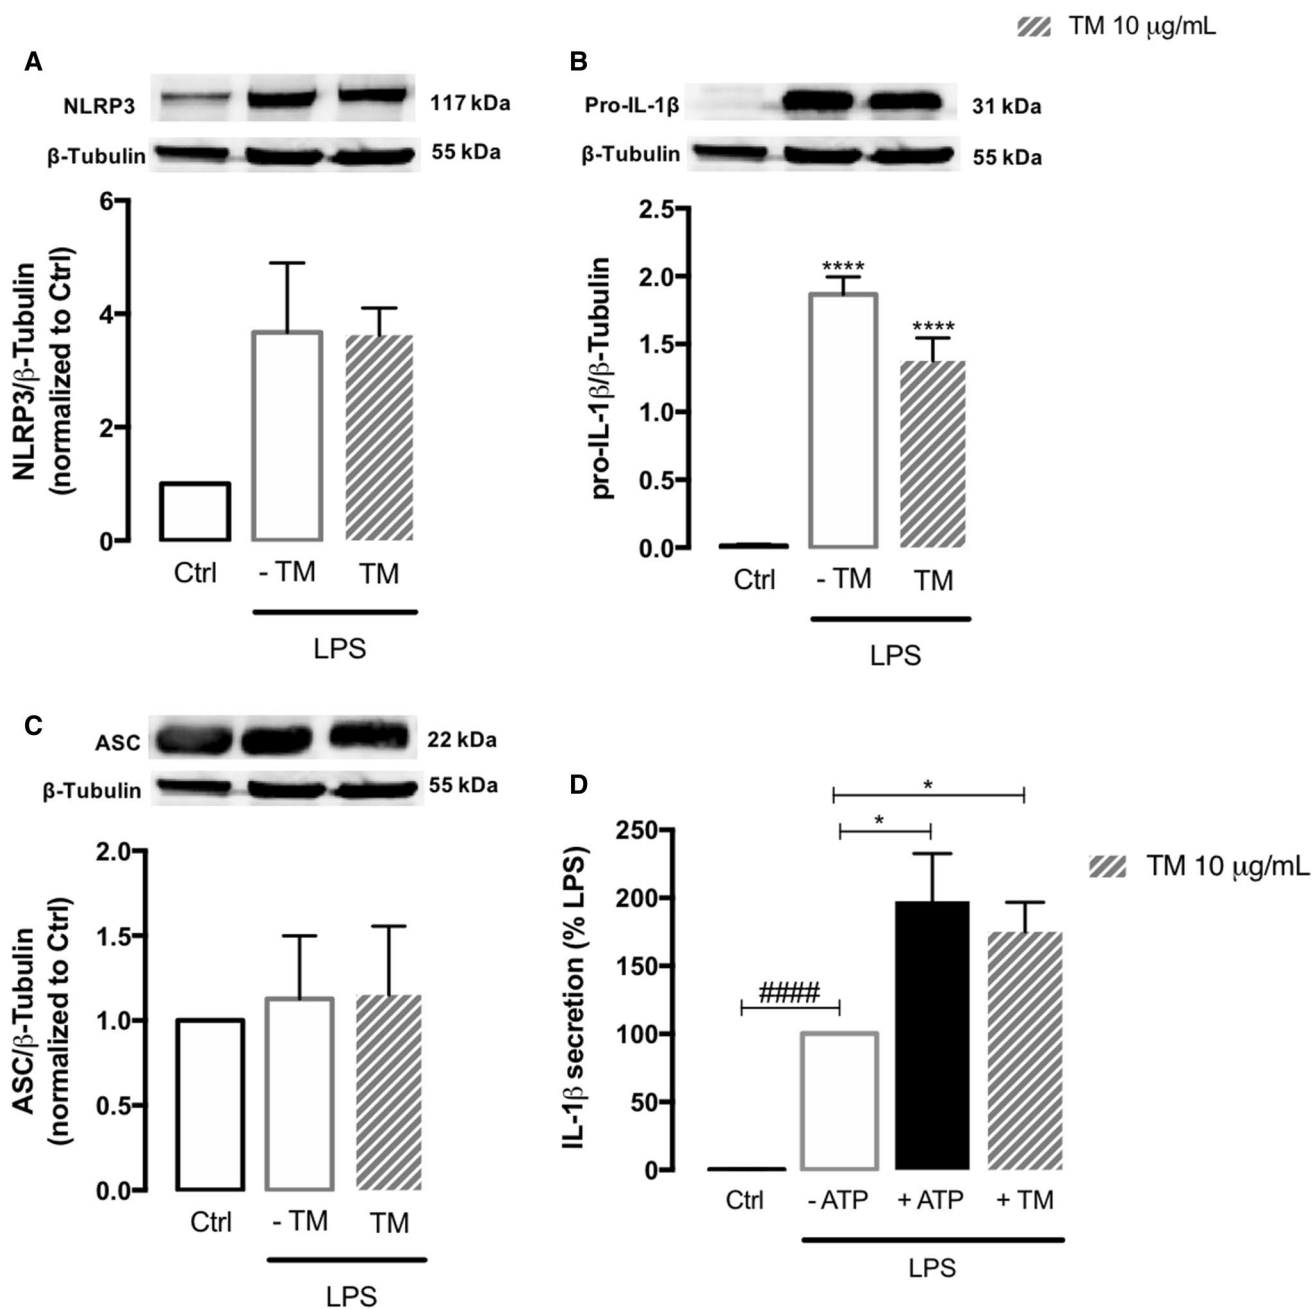 TM 10 μg/mL
A
NLRP3
117 kDa
β-Tubulin
55 kDa
NLRP3/β-Tubulin
(normalized to Ctrl)
6
4
2
0
Ctrl
- TM
TM
LPS
B
Pro-IL-1β
31 kDa
β-Tubulin
55 kDa
pro-IL-1β/β-Tubulin
2.5
2.0
1.5
1.0
0.5
0.0
****
****
Ctrl
- TM
TM
LPS
C
ASC
22 kDa
β-Tubulin
55 kDa
ASC/β-Tubulin
(normalized to Ctrl)
2.0
1.5
1.0
0.5
0.0
Ctrl
- TM
TM
LPS
D
IL-1β secretion (% LPS)
250
200
150
100
50
0
*
*
####
Ctrl
- ATP
+ ATP
+ TM
LPS
TM 10 μg/mL